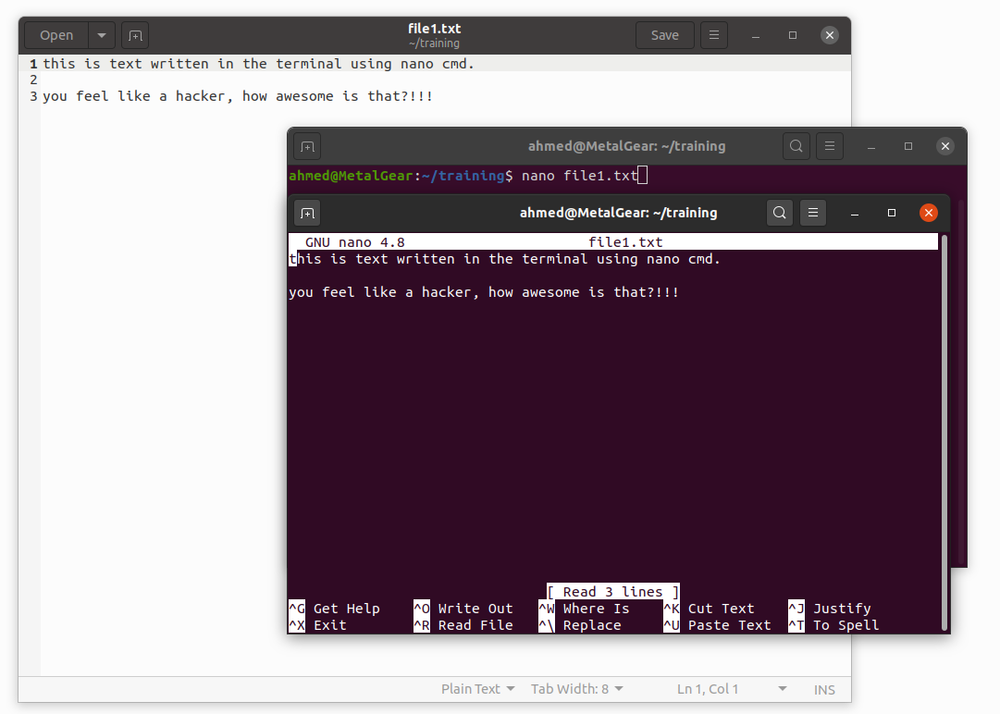 Open file1.txt Save
~/training
1 this is text written in the terminal using nano cmd.
2
3 you feel like a hacker, how awesome is that?!!!
ahmed@MetalGear: ~/training
ahmed@MetalGear:~/training$ nano file1.txt
ahmed@MetalGear: ~/training
GNU nano 4.8 file1.txt
this is text written in the terminal using nano cmd.
you feel like a hacker, how awesome is that?!!!
[ Read 3 lines ]
^G Get Help ^O Write Out ^W Where Is ^K Cut Text ^J Justify
^X Exit ^R Read File ^\ Replace ^U Paste Text ^T To Spell
Plain Text Tab Width: 8 Ln 1, Col 1 INS